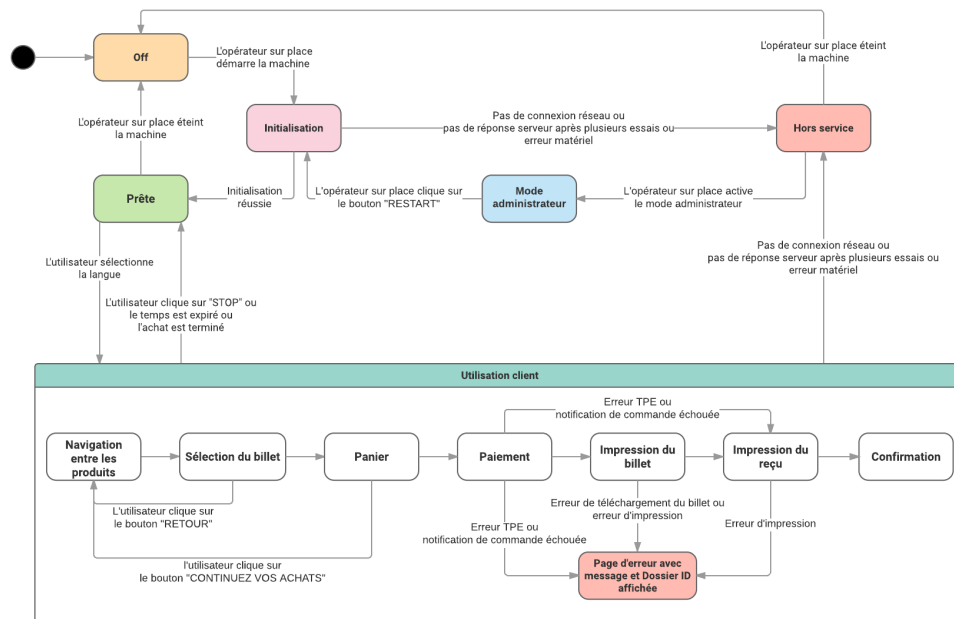 Off
L'opérateur sur place
démarre la machine
L'opérateur sur place éteint
la machine
L'opérateur sur place éteint
la machine
Initialisation
Pas de connexion réseau ou
pas de réponse serveur après plusieurs essais ou
erreur matériel
Hors service
Prête
Initialisation
réussie
L'opérateur sur place clique sur
le bouton "RESTART"
Mode
administrateur
L'opérateur sur place active
le mode administrateur
L'utilisateur sélectionne
la langue
L'utilisateur clique sur "STOP" ou
le temps est expiré ou
l'achat est terminé
Pas de connexion réseau ou
pas de réponse serveur après plusieurs essais ou
erreur matériel
Utilisation client
Erreur TPE ou
notification de commande échouée
Navigation
entre les
produits
Sélection du billet
Panier
Paiement
Impression du
billet
Impression du
reçu
Confirmation
L'utilisateur clique sur
le bouton "RETOUR"
Erreur TPE ou
notification de commande échouée
Erreur de téléchargement du billet ou
erreur d'impression
Erreur d'impression
l'utilisateur clique sur
le bouton "CONTINUEZ VOS ACHATS"
Page d'erreur avec
message et Dossier ID
affichée